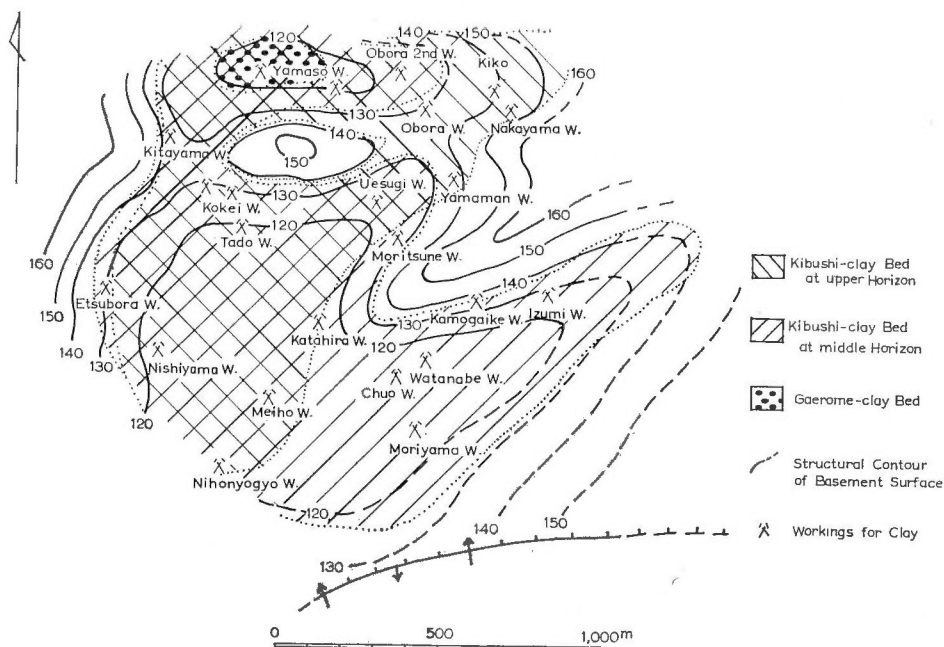 120
140
150
Obora 2nd W.
Kiko
160
Yamaso W.
130
Obora W.
Nakayama W.
140
Kitayama W.
150
Uesugi W.
Yamaman W.
130
Kokei W.
120
Tado W.
160
150
Moritsune W.
160
140
Etsubora W.
150
130
Kamogaike W.
Izumi W.
Katahira W.
120
140
130
Nishiyama W.
Watanabe W.
Chuo W.
120
Meiho W.
Moriyama W.
Nihonyogyo W.
120
140
150
130
Kibushi-clay Bed
at upper Horizon
Kibushi-clay Bed
at middle Horizon
Gaerome-clay Bed
Structural Contour
of Basement Surface
Workings for Clay
0
500
1,000m